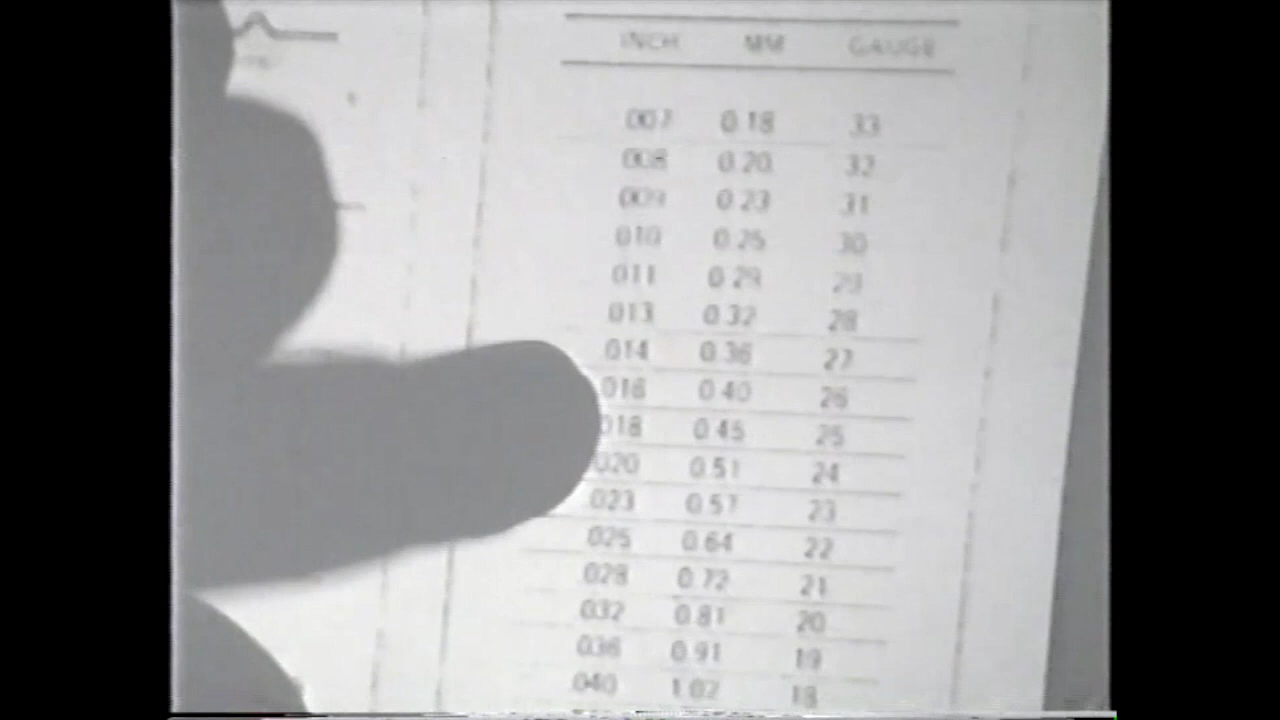 INCH MM GAUGE
.007 0.18 33
.008 0.20 32
.009 0.23 31
.010 0.25 30
.011 0.29 29
.013 0.32 28
.014 0.36 27
.016 0.40 26
.018 0.45 25
.020 0.51 24
.023 0.57 23
.025 0.64 22
.028 0.72 21
.032 0.81 20
.036 0.91 19
.040 1.02 18